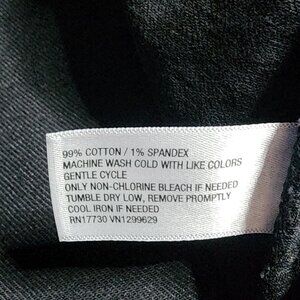 99% COTTON / 1% SPANDEX
MACHINE WASH COLD WITH LIKE COLORS
GENTLE CYCLE
ONLY NON-CHLORINE BLEACH IF NEEDED
TUMBLE DRY LOW, REMOVE PROMPTLY
COOL IRON IF NEEDED
RN17730 VN1299629